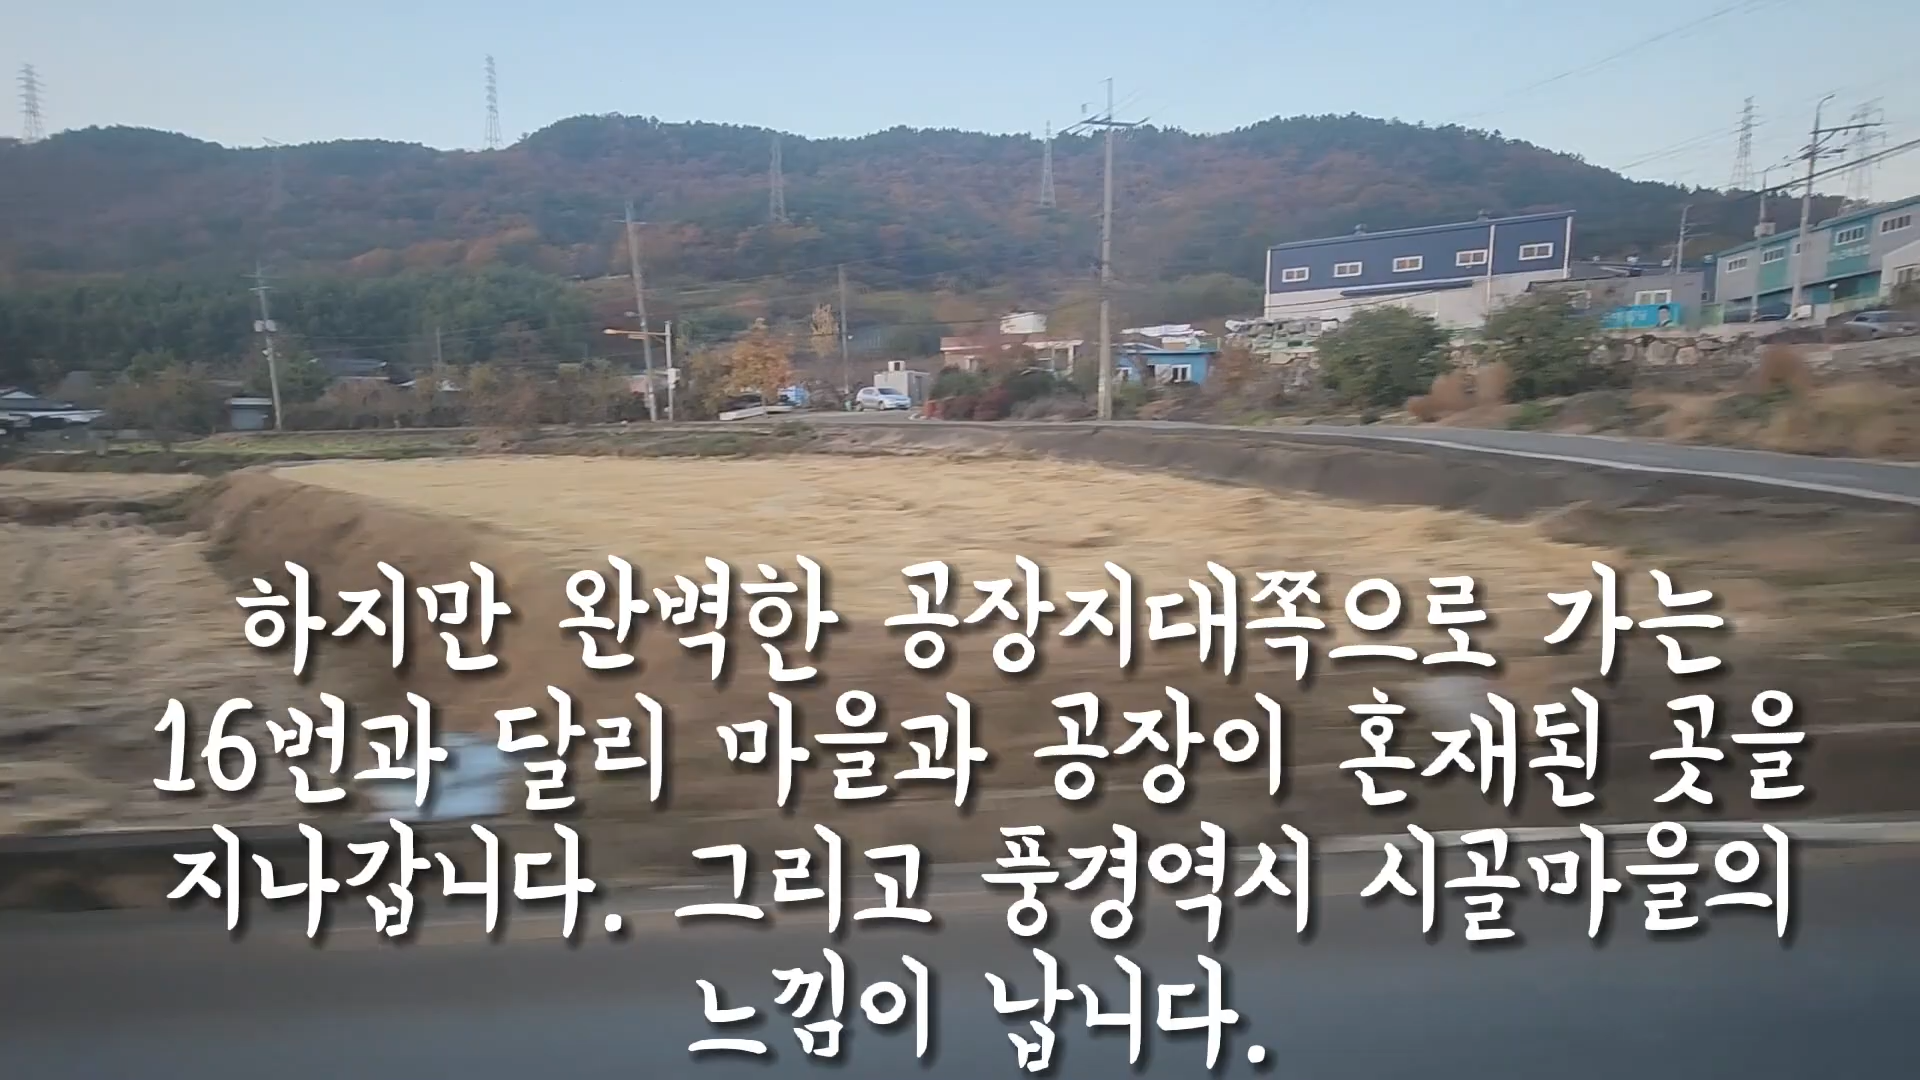 하지만 완벽한 공장지대쪽으로 가는
16번과 달리 마을과 공장이 혼재된 곳을
지나갑니다. 그리고 풍경역시 시골마을의
느낌이 납니다.